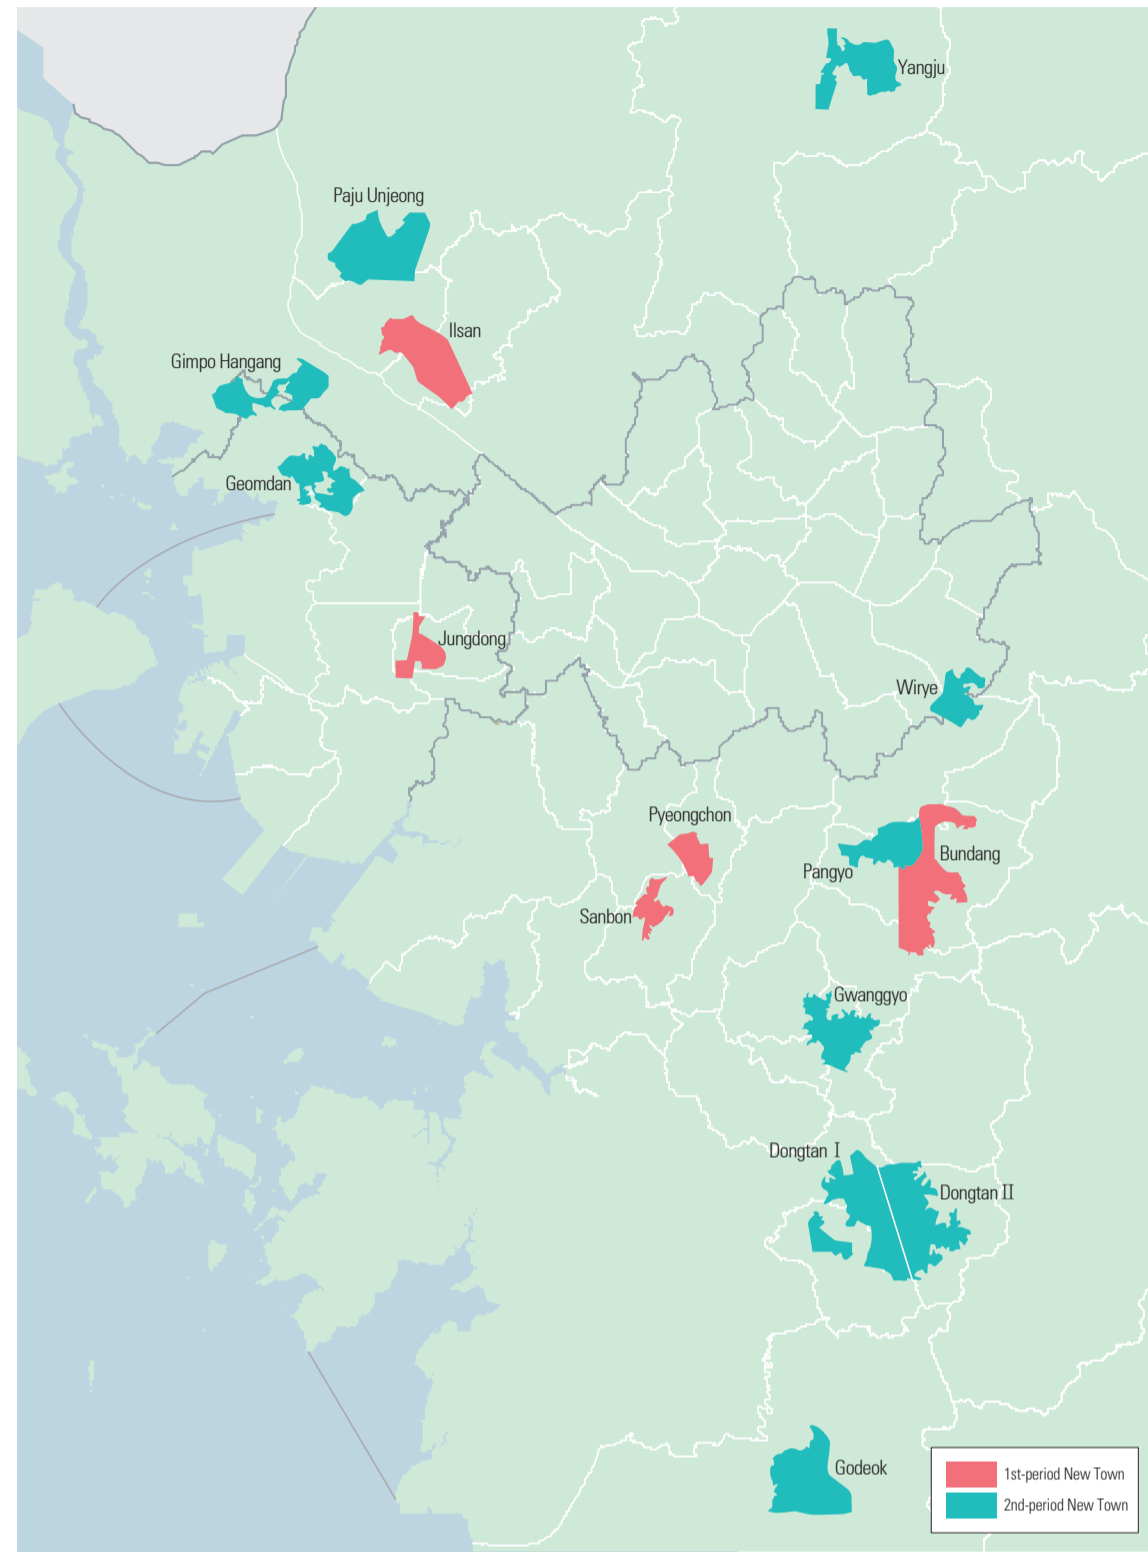 Yangju
Paju Unjeong
Ilsan
Gimpo Hangang
Geomdan
Jungdong
Wirye
Pyeongchon
Bundang
Pangyo
Sanbon
Gwanggyo
Dongtan Ⅰ
Dongtan Ⅱ
Godeok
1st-period New Town
2nd-period New Town